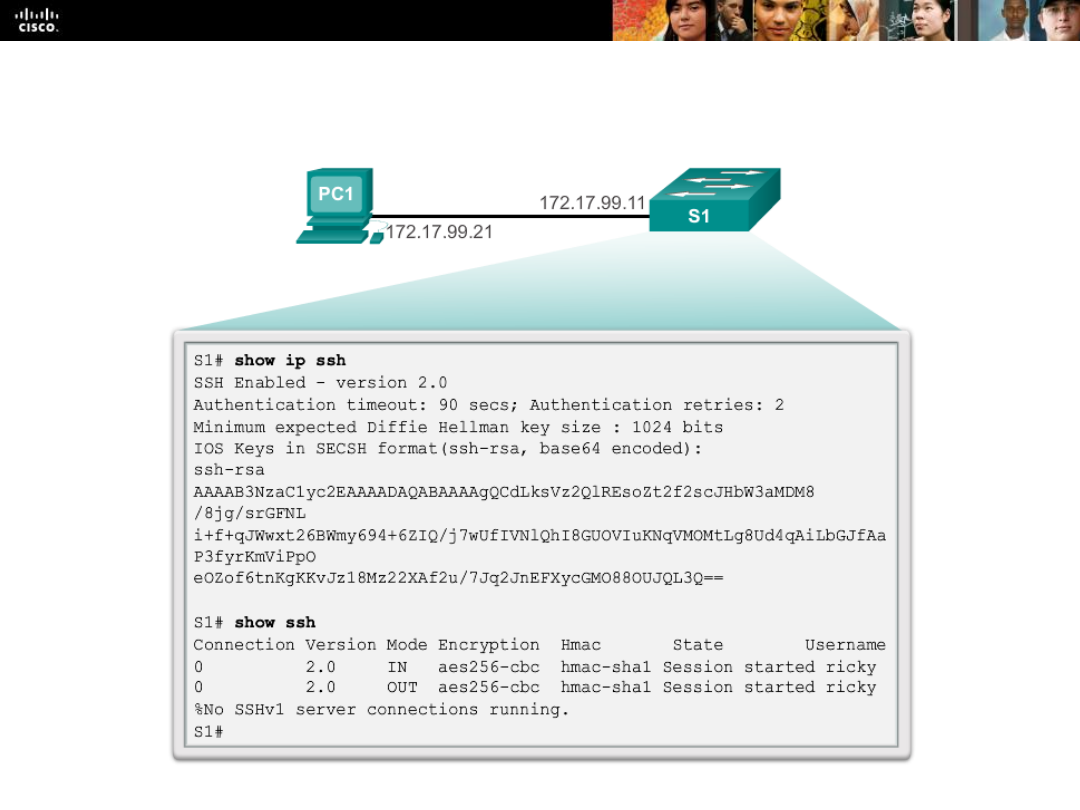 CISCO.
PC1
172.17.99.11
S1
172.17.99.21
S1# show ip ssh
SSH Enabled - version 2.0
Authentication timeout: 90 secs; Authentication retries: 2
Minimum expected Diffie Hellman key size : 1024 bits
IOS Keys in SECSH format(ssh-rsa, base64 encoded):
ssh-rsa
AAAAB3NzaC1yc2EAAAADAQABAAAAgQCdLksVz2QlREsoZt2f2scJHbW3aMDM8
/8jg/srGFNL
i+f+qJWwxt26BWmy694+6ZIQ/j7wUfIVNlQhI8GUOVIuKNqVMOMtLg8Ud4qAiLbGJfAa
P3fyrKmViPpO
eOZof6tnKgKKvJz18Mz22XAf2u/7Jq2JnEFXycGMO88OUJQL3Q==
S1# show ssh
Connection Version Mode Encryption Hmac State Username
0 2.0 IN aes256-cbc hmac-sha1 Session started ricky
0 2.0 OUT aes256-cbc hmac-sha1 Session started ricky
%No SSHv1 server connections running.
S1#